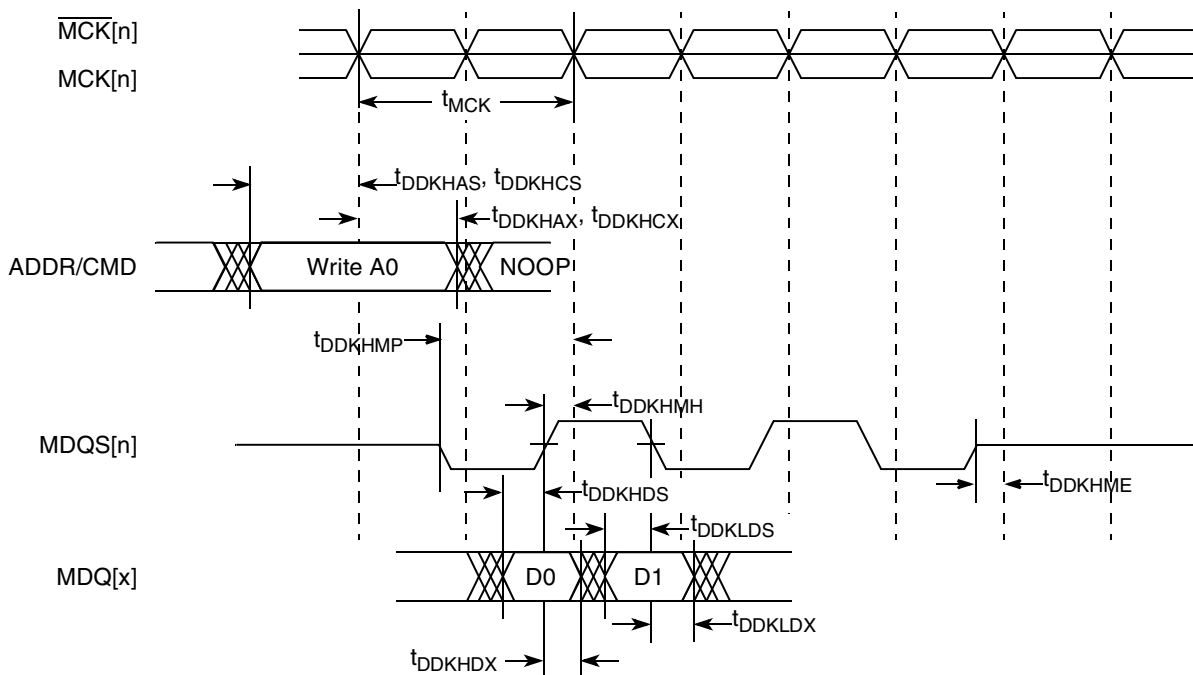 MCK[n]
MCK[n]
tMCK
tDDKHAS, tDDKHCS
tDDKHAX, tDDKHCX
ADDR/CMD
Write A0
NOOP
tDDKHMP
tDDKHMH
MDQS[n]
tDDKHME
tDDKHDS
tDDKLDS
MDQ[x]
D0
D1
tDDKLDX
tDDKHDX